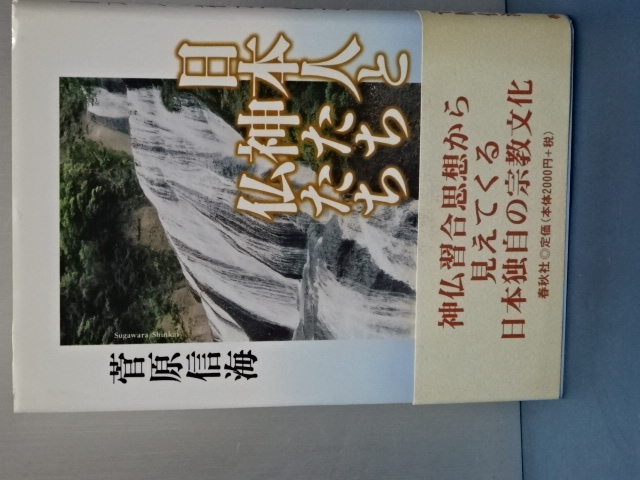 日本人と
神たち
仏たち
Sugawara Shinkai
菅原信海
神仏習合思想から
見えてくる
日本独自の宗教文化
春秋社◎定価(本体2000円+税)